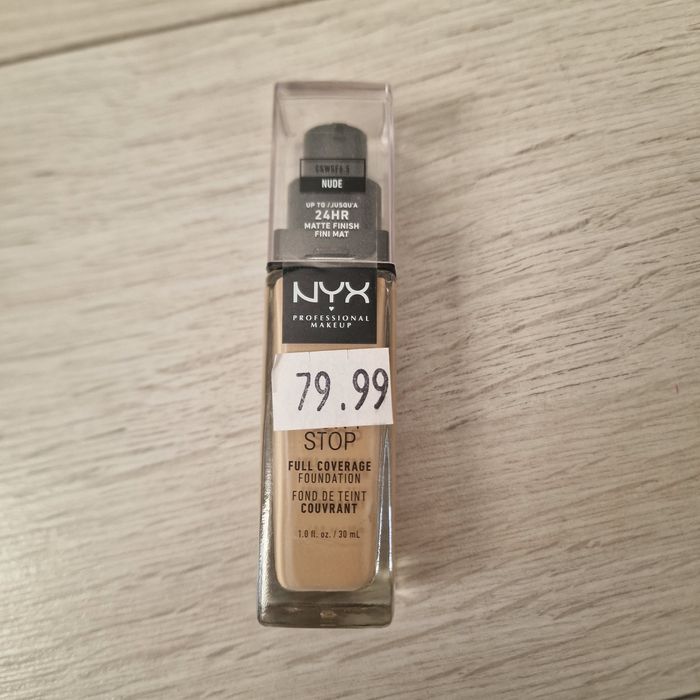 NUDE
UP TO / JUSQU'A
24HR
MATTE FINISH
FINI MAT
NYX
PROFESSIONAL
MAKEUP
79.99
STOP
FULL COVERAGE
FOUNDATION
FOND DE TEINT
COUVRANT
1.0 fl. oz. / 30 mL